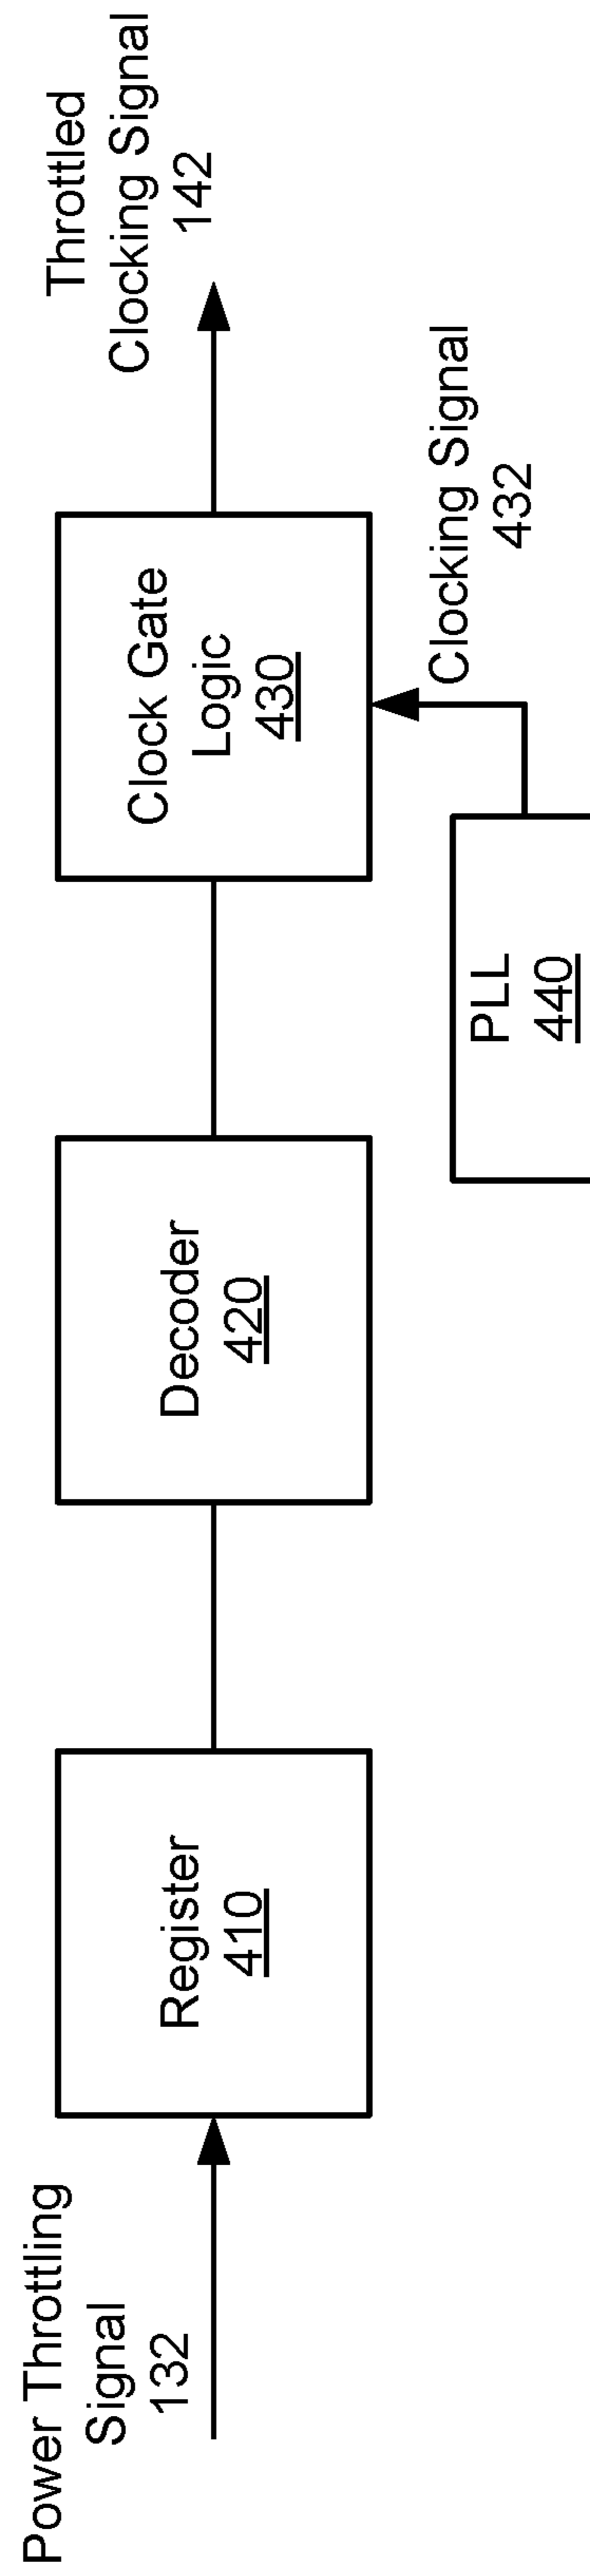 Power Throttling
Signal
132
Register
410
Decoder
420
Clock Gate
Logic
430
Throttled
Clocking Signal
142
PLL
440
Clocking Signal
432